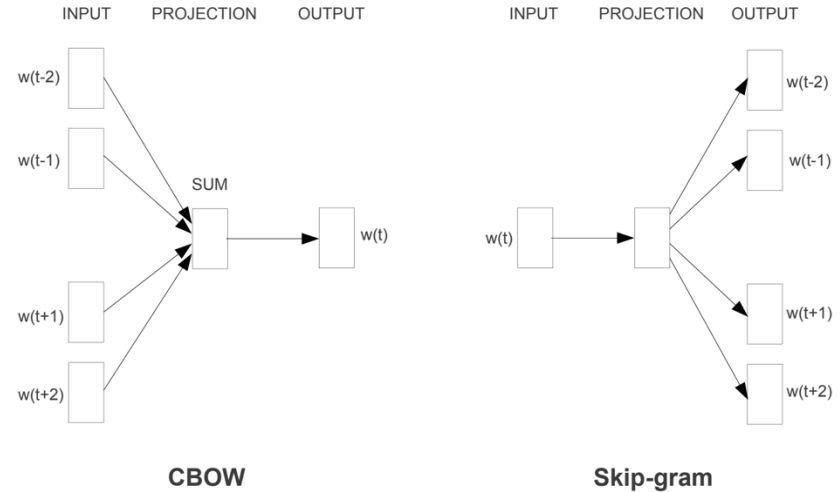 INPUT PROJECTION OUTPUT
w(t-2)
w(t-1)
SUM
w(t)
w(t+1)
w(t+2)
CBOW
INPUT PROJECTION OUTPUT
w(t-2)
w(t-1)
w(t)
w(t+1)
w(t+2)
Skip-gram